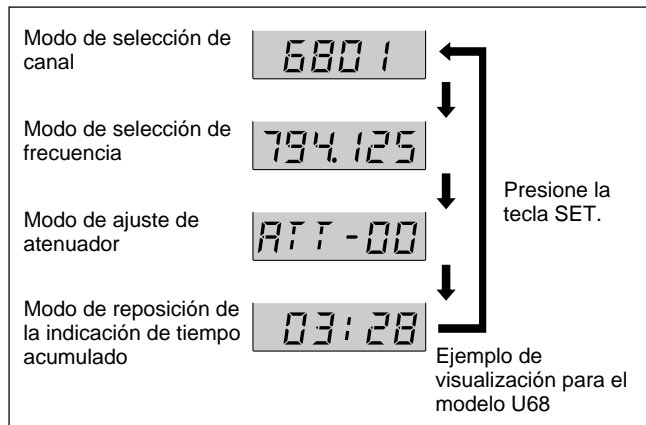 Modo de selección de
canal
6801
Modo de selección de
frecuencia
794.125
Modo de ajuste de
atenuador
ATT-00
Modo de reposición de
la indicación de tiempo
acumulado
03:28
Presione la
tecla SET.
Ejemplo de
visualización para el
modelo U68